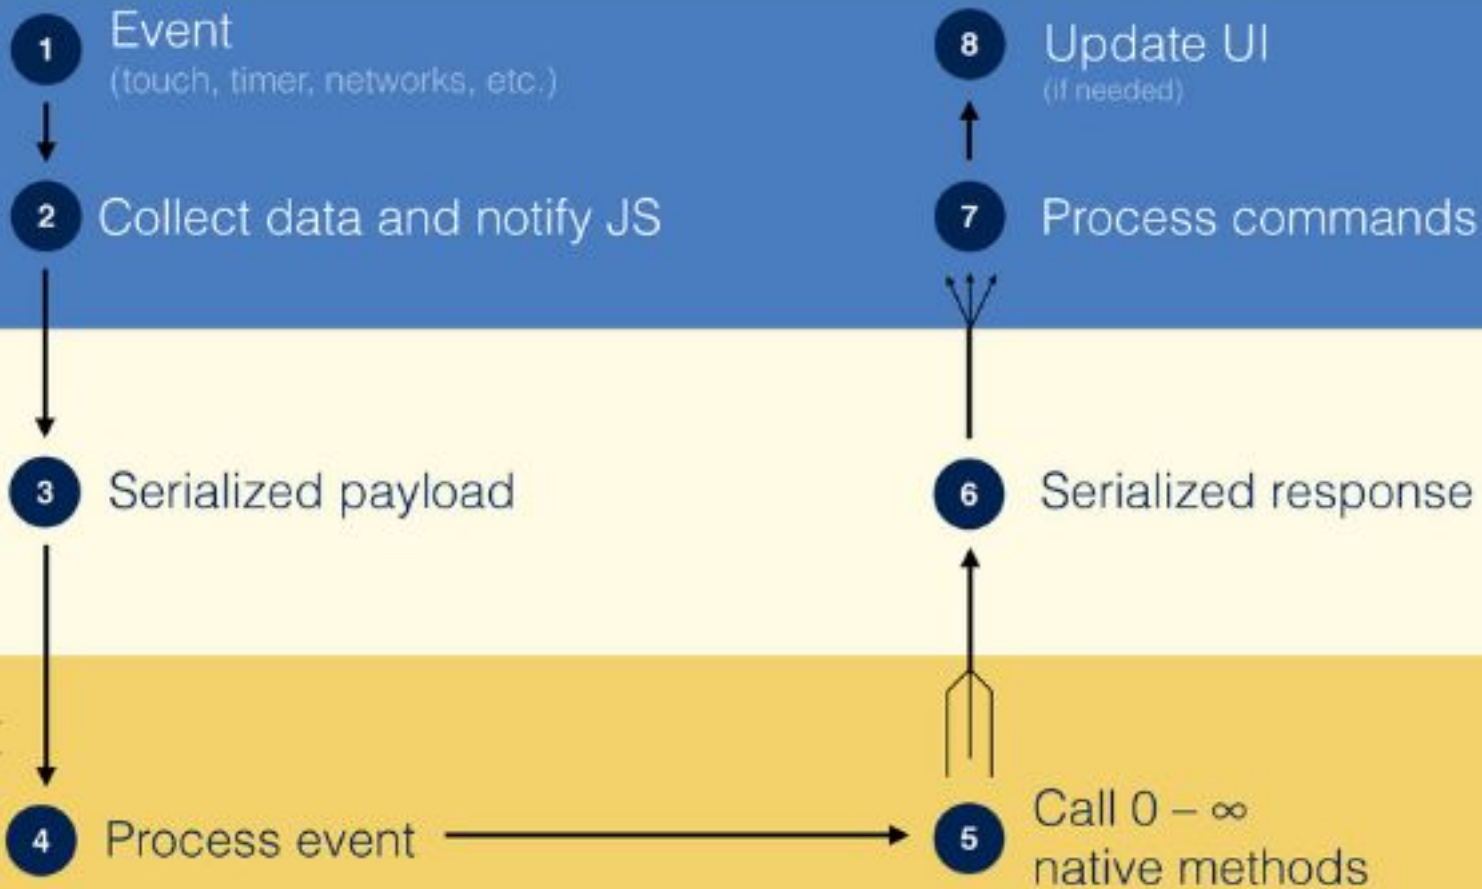 1 Event
(touch, timer, networks, etc.)
2 Collect data and notify JS
3 Serialized payload
4 Process event
5 Call 0 – ∞
native methods
6 Serialized response
7 Process commands
8 Update UI
(if needed)